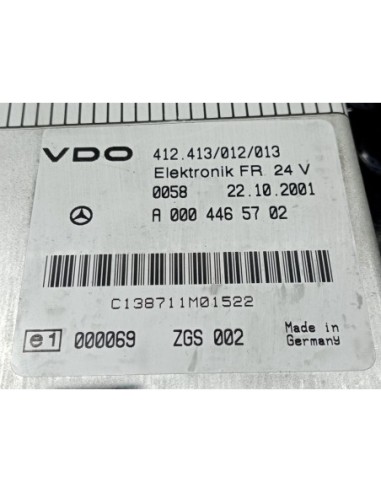 VDO 412.413/012/013
Elektronik FR 24 V
0058 22.10.2001
A 000 446 57 02
C138711M01522
e1 000069 ZGS 002 Made in
Germany